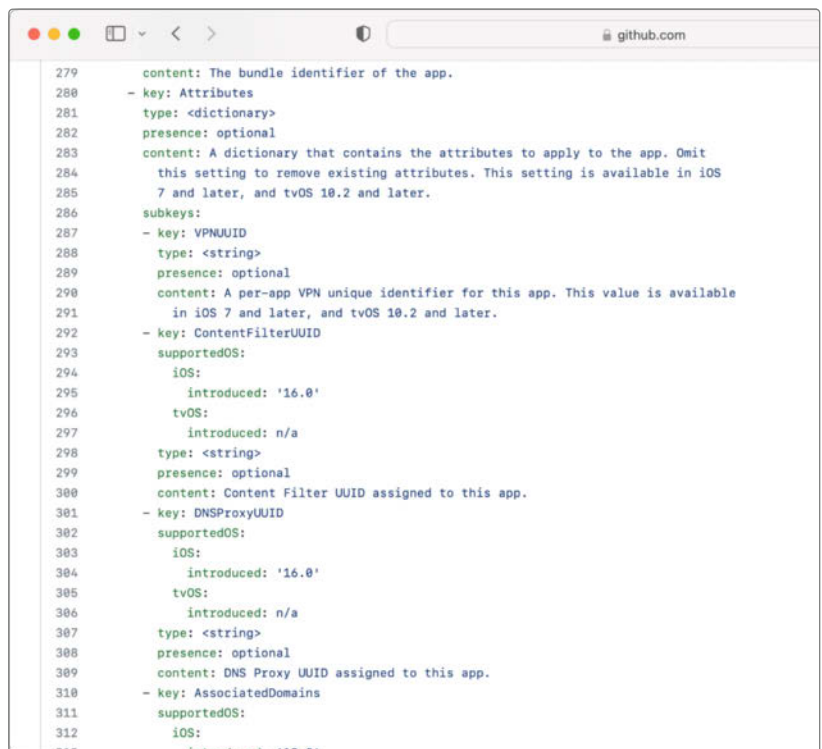 github.com
279 content: The bundle identifier of the app.
280 - key: Attributes
281 type: <dictionary>
282 presence: optional
283 content: A dictionary that contains the attributes to apply to the app. Omit
284 this setting to remove existing attributes. This setting is available in iOS
285 7 and later, and tvOS 10.2 and later.
286 subkeys:
287 - key: VPNUUID
288 type: <string>
289 presence: optional
290 content: A per-app VPN unique identifier for this app. This value is available
291 in iOS 7 and later, and tvOS 10.2 and later.
292 - key: ContentFilterUUID
293 supportedOS:
294 iOS:
295 introduced: '16.0'
296 tvOS:
297 introduced: n/a
298 type: <string>
299 presence: optional
300 content: Content Filter UUID assigned to this app.
301 - key: DNSProxyUUID
302 supportedOS:
303 iOS:
304 introduced: '16.0'
305 tvOS:
306 introduced: n/a
307 type: <string>
308 presence: optional
309 content: DNS Proxy UUID assigned to this app.
310 - key: AssociatedDomains
311 supportedOS:
312 iOS: